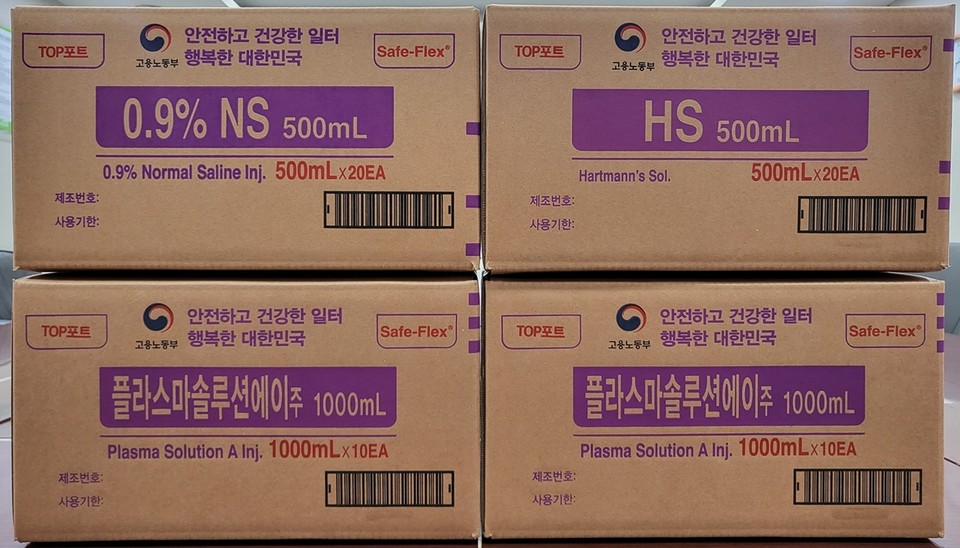 TOP포트
고용노동부
안전하고 건강한 일터
행복한 대한민국
Safe-Flex®
0.9% NS 500mL
0.9% Normal Saline Inj. 500mL×20EA
제조번호:
사용기한:
TOP포트
고용노동부
안전하고 건강한 일터
행복한 대한민국
Safe-Flex®
HS 500mL
Hartmann's Sol. 500mL×20EA
제조번호:
사용기한:
TOP포트
고용노동부
안전하고 건강한 일터
행복한 대한민국
Safe-Flex®
플라스마솔루션에이주 1000mL
Plasma Solution A Inj. 1000mL×10EA
제조번호:
사용기한:
TOP포트
고용노동부
안전하고 건강한 일터
행복한 대한민국
Safe-Flex®
플라스마솔루션에이주 1000mL
Plasma Solution A Inj. 1000mL×10EA
제조번호:
사용기한: